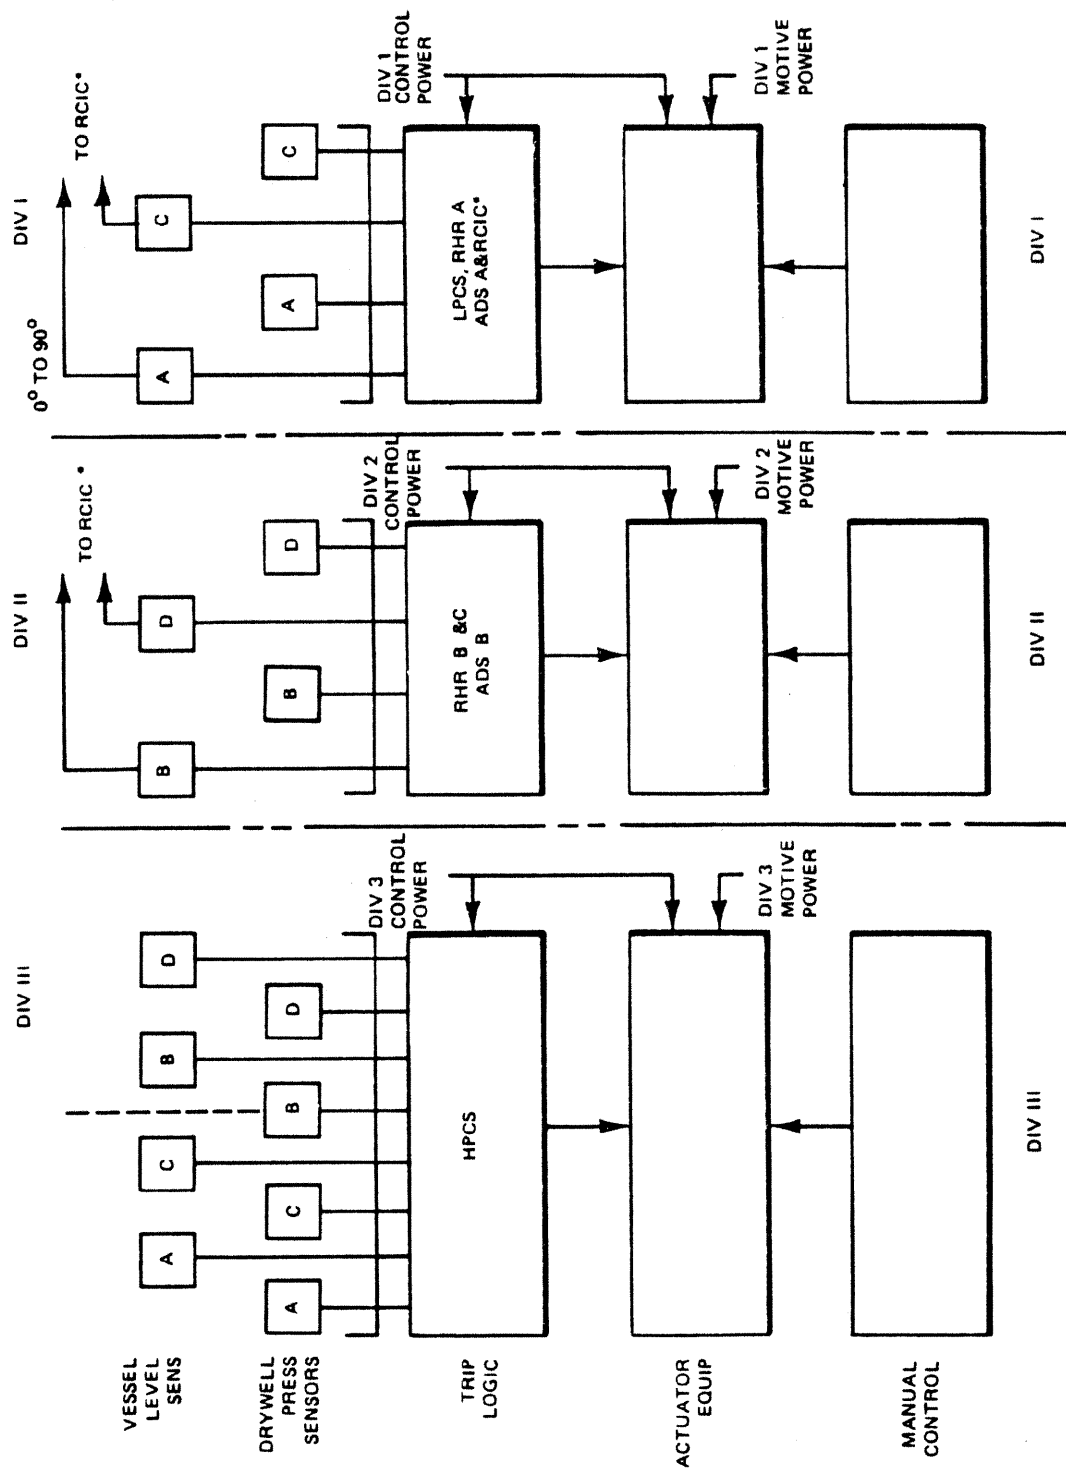 DIV III
DIV II
DIV I
0° TO 90°
TO RCIC *
TO RCIC*
VESSEL
LEVEL
SENS
A
C
B
D
B
D
A
C
DRYWELL
PRESS
SENSORS
A
C
B
D
B
D
A
C
DIV 3
CONTROL
POWER
DIV 2
CONTROL
POWER
DIV 1
CONTROL
POWER
TRIP
LOGIC
HPCS
RHR B &C
ADS B
LPCS, RHR A
ADS A&RCIC*
ACTUATOR
EQUIP
DIV 3
MOTIVE
POWER
DIV 2
MOTIVE
POWER
DIV 1
MOTIVE
POWER
MANUAL
CONTROL
DIV III
DIV II
DIV I